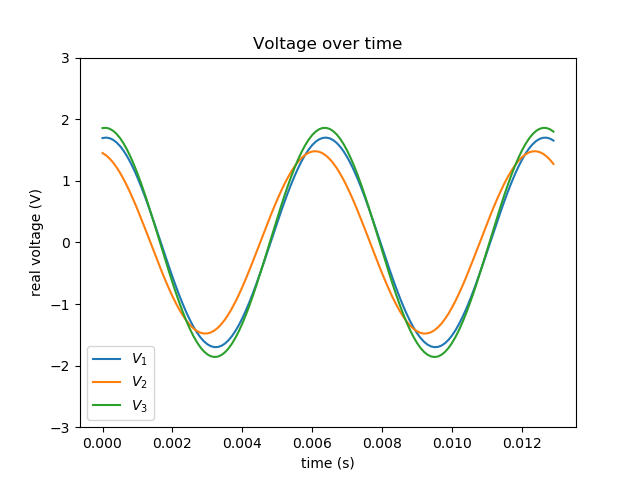 Voltage over time
real voltage (V)
3
2
1
0
−1
−2
−3
V₁
V₂
V₃
0.000 0.002 0.004 0.006 0.008 0.010 0.012
time (s)